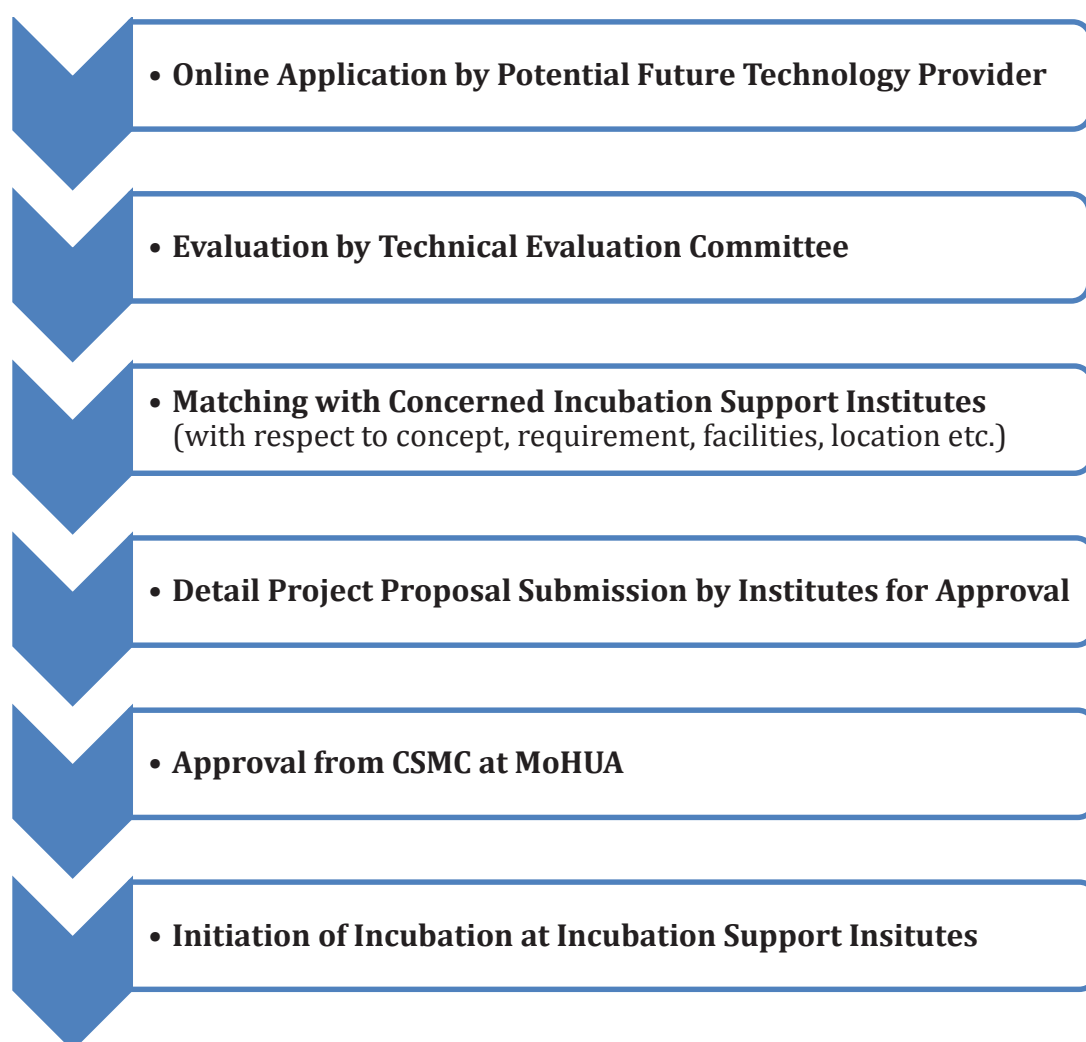 • Online Application by Potential Future Technology Provider
• Evaluation by Technical Evaluation Committee
• Matching with Concerned Incubation Support Institutes
(with respect to concept, requirement, facilities, location etc.)
• Detail Project Proposal Submission by Institutes for Approval
• Approval from CSMC at MoHUA
• Initiation of Incubation at Incubation Support Insitutes